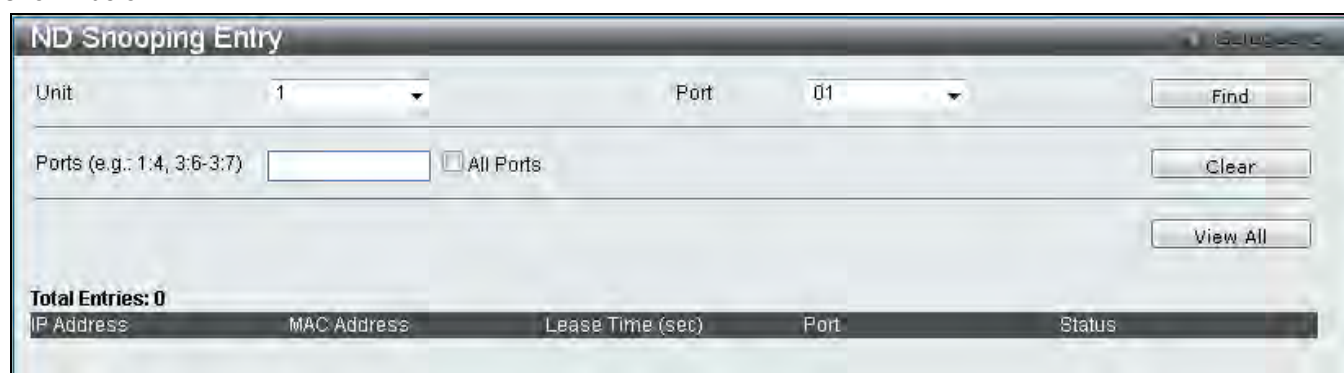 ND Snooping Entry
Unit 1 Port 01 Find
Ports (e.g.: 1:4, 3:6-3:7) All Ports Clear
View All
Total Entries: 0
IP Address MAC Address Lease Time (sec) Port Status